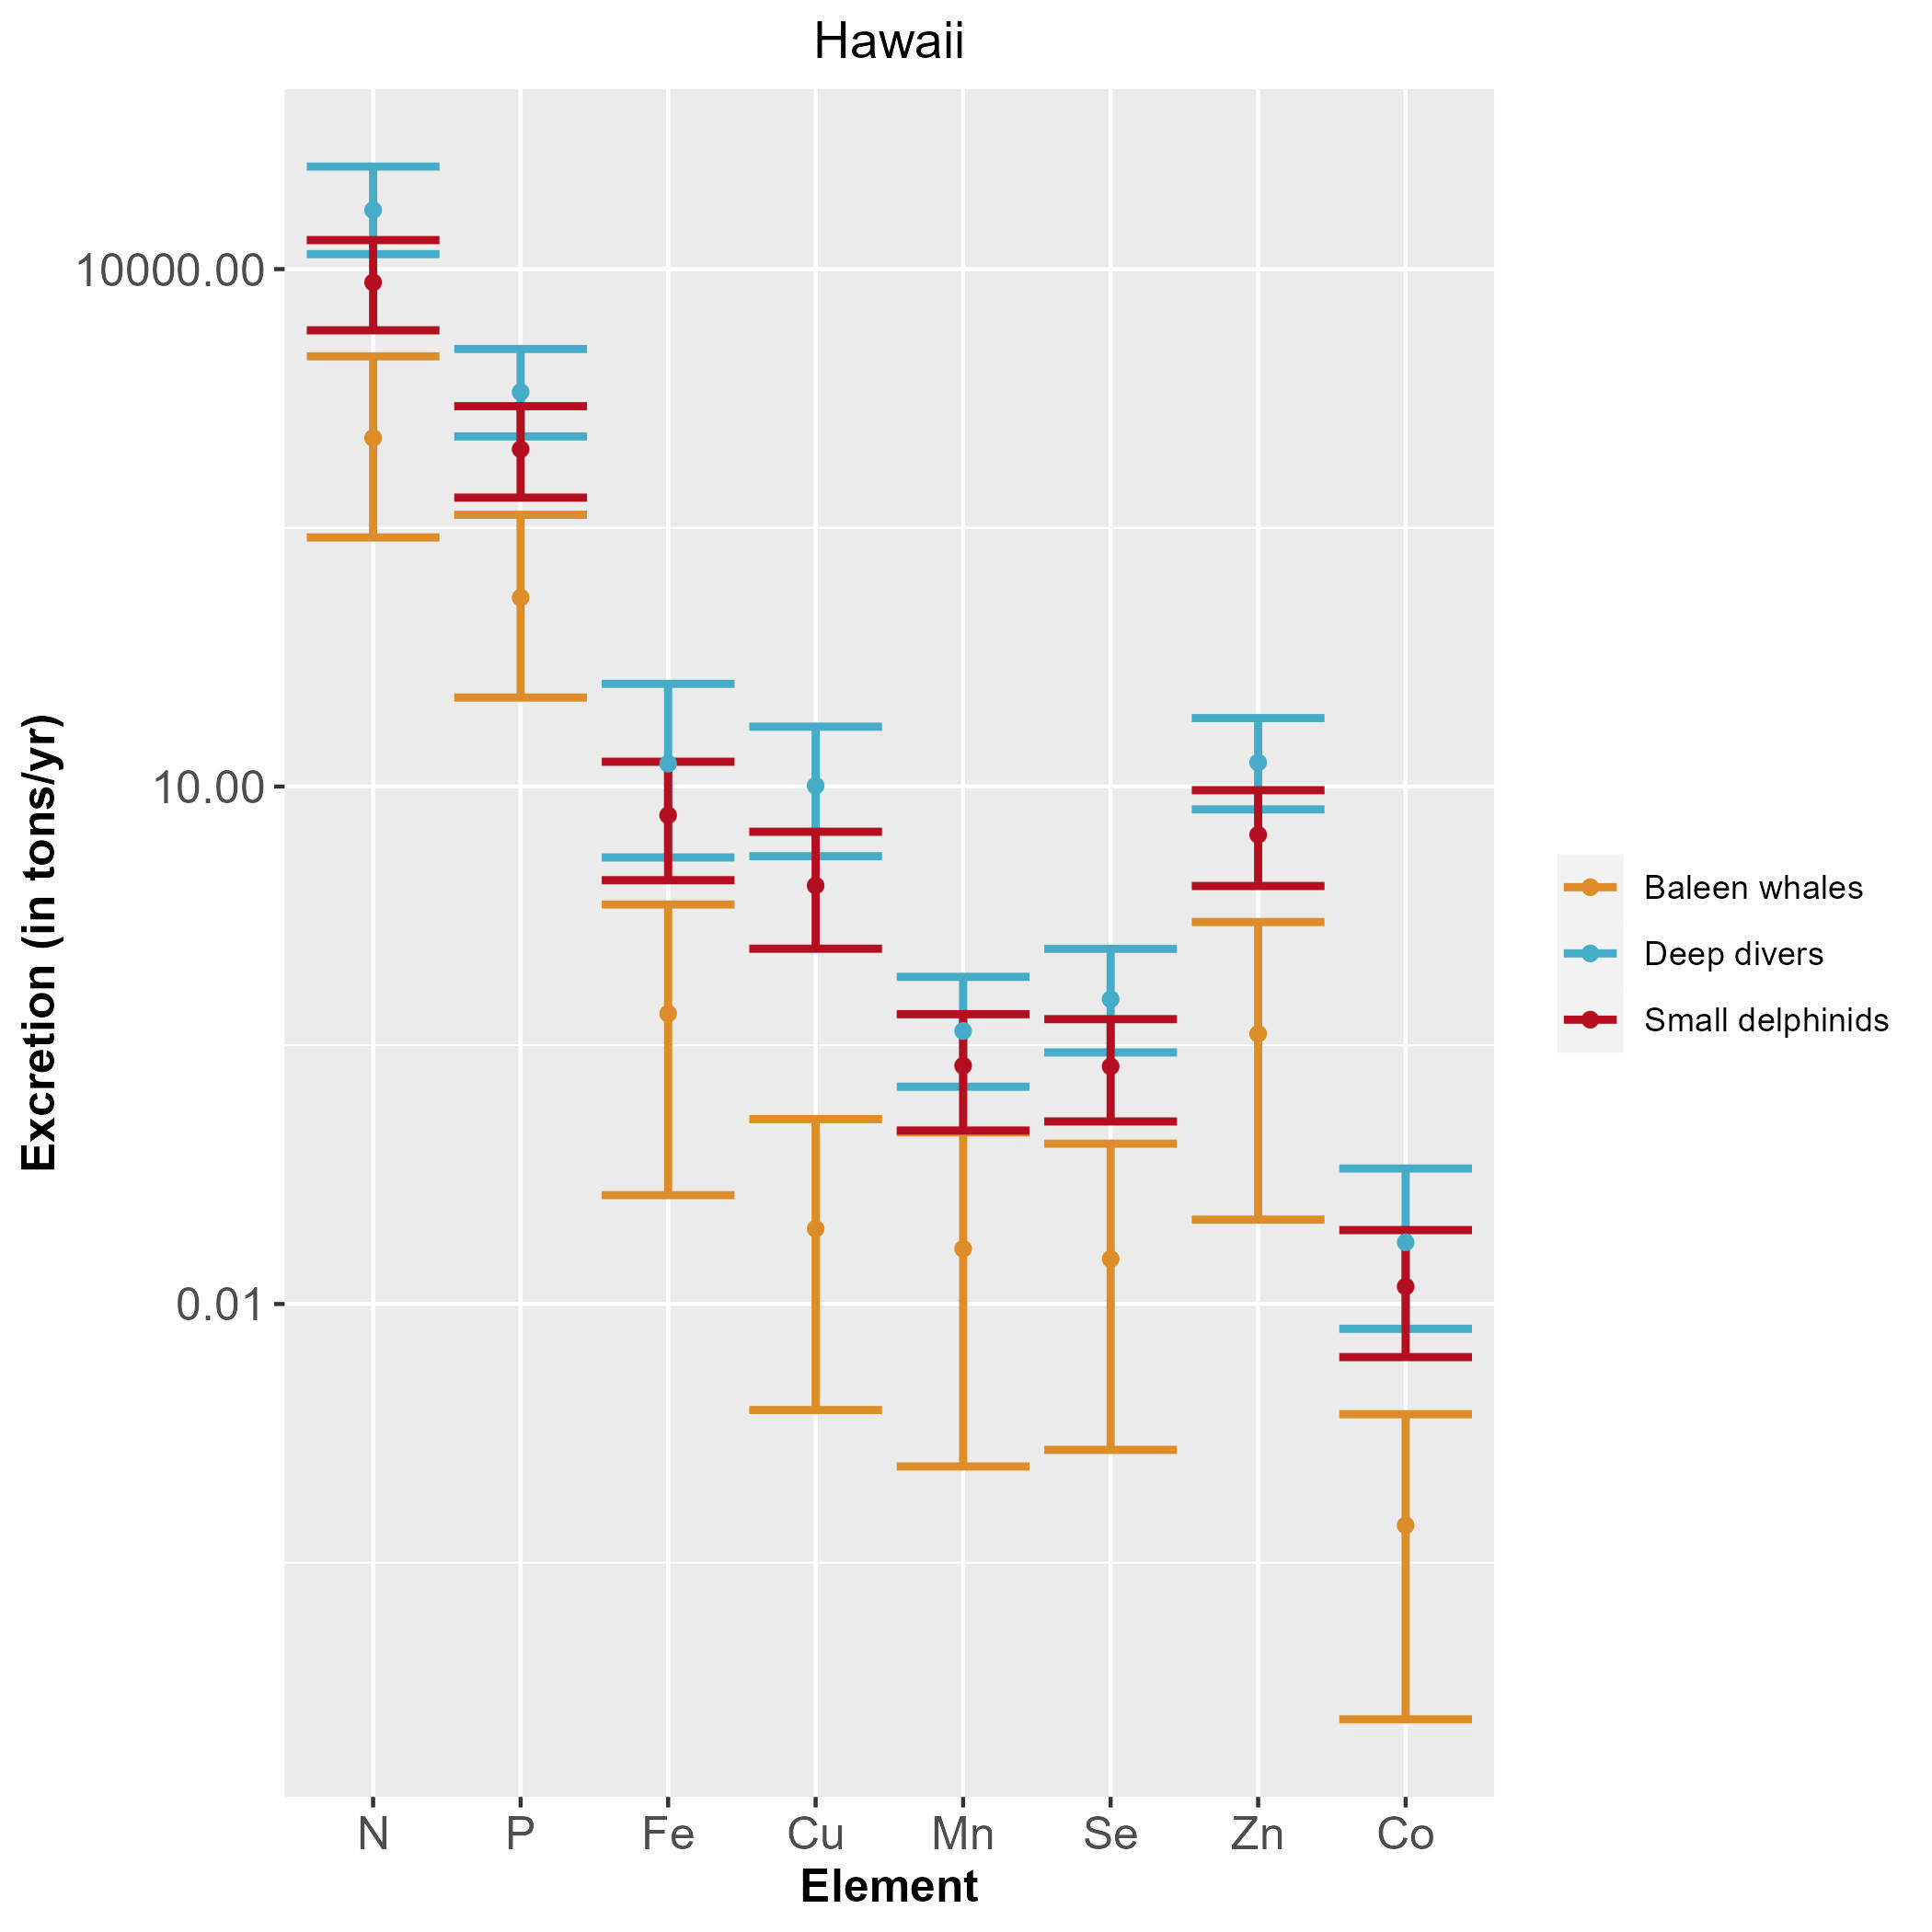 Hawaii
10000.00
10.00
0.01
Excretion (in tons/yr)
Baleen whales
Deep divers
Small delphinids
N P Fe Cu Mn Se Zn Co
Element